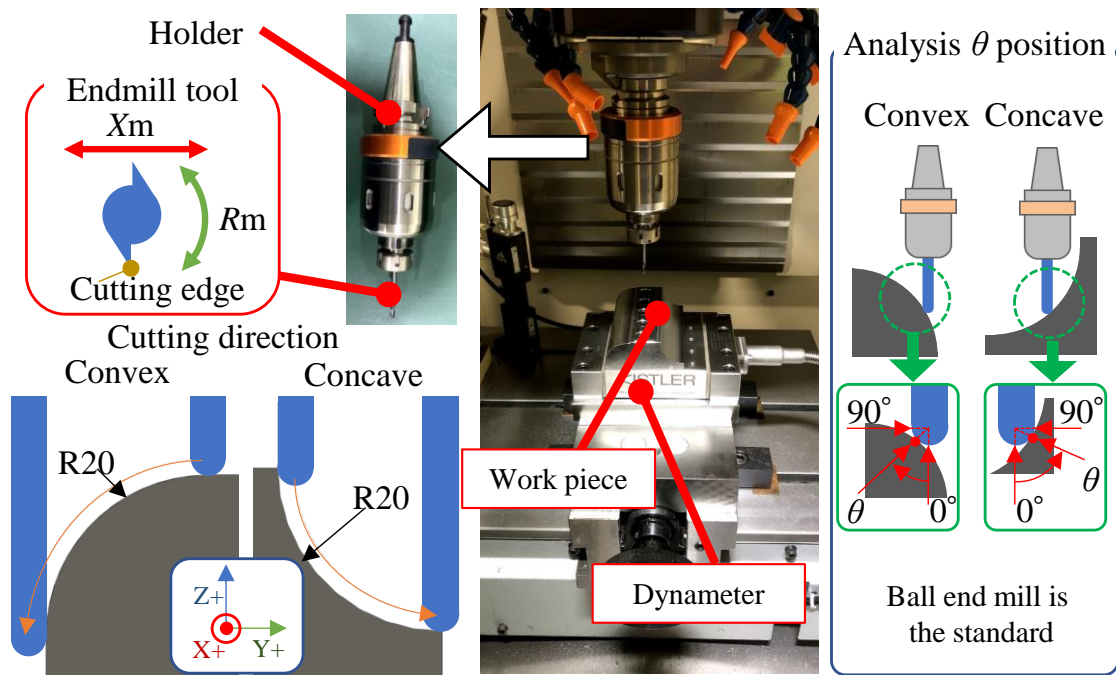 Holder
Endmill tool
Xm
Rm
Cutting edge
Cutting direction
Convex
Concave
R20
R20
Z+
X+
Y+
Work piece
Dynameter
Analysis θ position
Convex
Concave
90°
θ
0°
90°
θ
0°
Ball end mill is
the standard